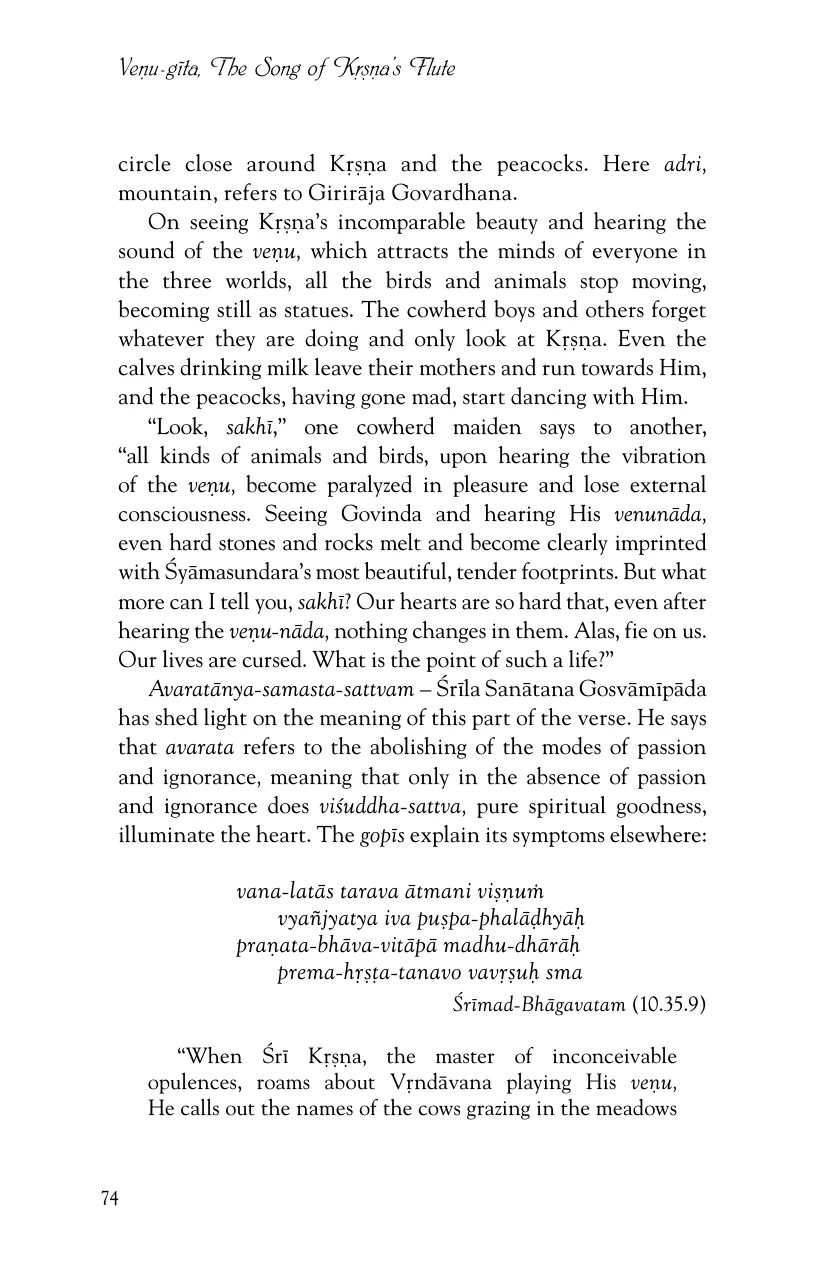 Veṇu-gīta, The Song of Kṛṣṇa's Flute
circle close around Kṛṣṇa and the peacocks. Here adri,
mountain, refers to Girirāja Govardhana.
On seeing Kṛṣṇa’s incomparable beauty and hearing the
sound of the veṇu, which attracts the minds of everyone in
the three worlds, all the birds and animals stop moving,
becoming still as statues. The cowherd boys and others forget
whatever they are doing and only look at Kṛṣṇa. Even the
calves drinking milk leave their mothers and run towards Him,
and the peacocks, having gone mad, start dancing with Him.
“Look, sakhī,” one cowherd maiden says to another,
“all kinds of animals and birds, upon hearing the vibration
of the veṇu, become paralyzed in pleasure and lose external
consciousness. Seeing Govinda and hearing His venunāda,
even hard stones and rocks melt and become clearly imprinted
with Śyāmasundara’s most beautiful, tender footprints. But what
more can I tell you, sakhī? Our hearts are so hard that, even after
hearing the veṇu-nāda, nothing changes in them. Alas, fie on us.
Our lives are cursed. What is the point of such a life?”
Avaratānya-samasta-sattvam – Śrīla Sanātana Gosvāmīpāda
has shed light on the meaning of this part of the verse. He says
that avarata refers to the abolishing of the modes of passion
and ignorance, meaning that only in the absence of passion
and ignorance does viśuddha-sattva, pure spiritual goodness,
illuminate the heart. The gopīs explain its symptoms elsewhere:
vana-latās tarava ātmani viṣṇuṁ
vyañjyatya iva puṣpa-phalāḍhyāḥ
praṇata-bhāva-vitāpā madhu-dhārāḥ
prema-hṛṣṭa-tanavo vavṛṣuḥ sma
Śrīmad-Bhāgavatam (10.35.9)
“When Śrī Kṛṣṇa, the master of inconceivable
opulences, roams about Vṛndāvana playing His veṇu,
He calls out the names of the cows grazing in the meadows
74